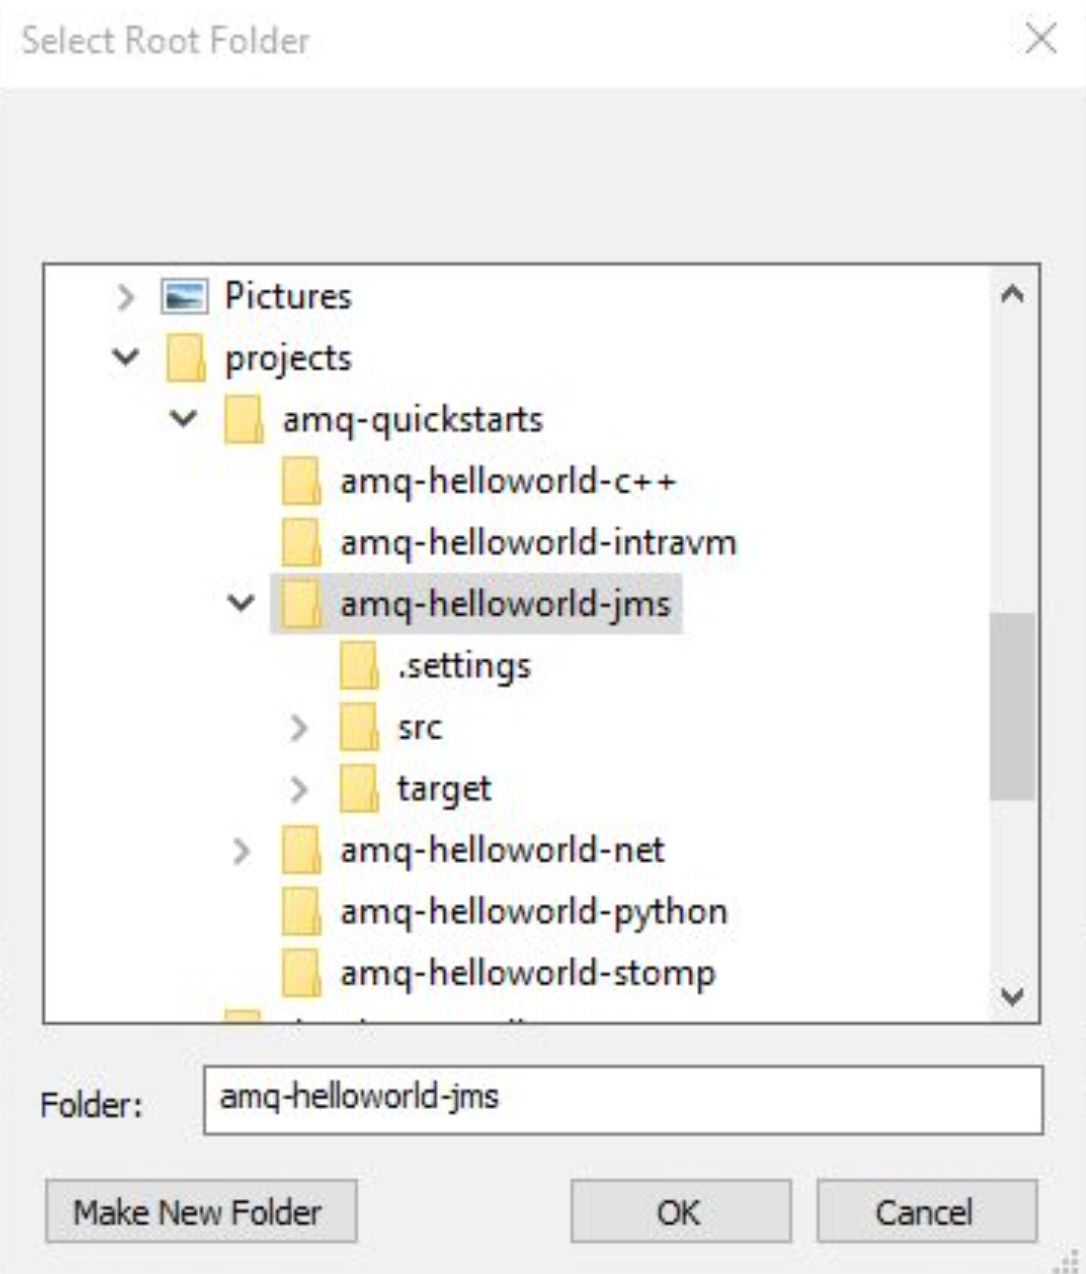 Select Root Folder
Pictures
projects
amq-quickstarts
amq-helloworld-c++
amq-helloworld-intravm
amq-helloworld-jms
.settings
src
target
amq-helloworld-net
amq-helloworld-python
amq-helloworld-stomp
Folder: amq-helloworld-jms
Make New Folder OK Cancel